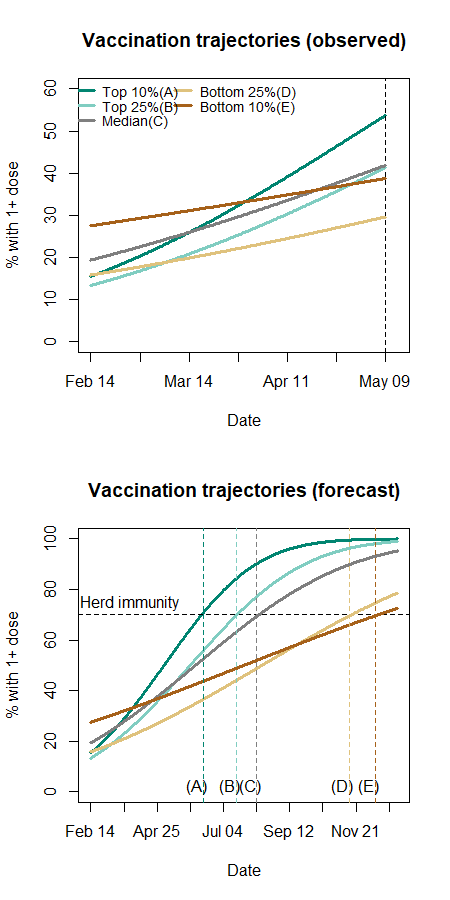 Vaccination trajectories (observed)
% with 1+ dose
60
50
40
30
20
10
0
Top 10%(A) Bottom 25%(D)
Top 25%(B) Bottom 10%(E)
Median(C)
Feb 14 Mar 14 Apr 11 May 09
Date
Vaccination trajectories (forecast)
% with 1+ dose
100
80
60
40
20
0
Herd immunity
(A) (B) (C) (D) (E)
Feb 14 Apr 25 Jul 04 Sep 12 Nov 21
Date